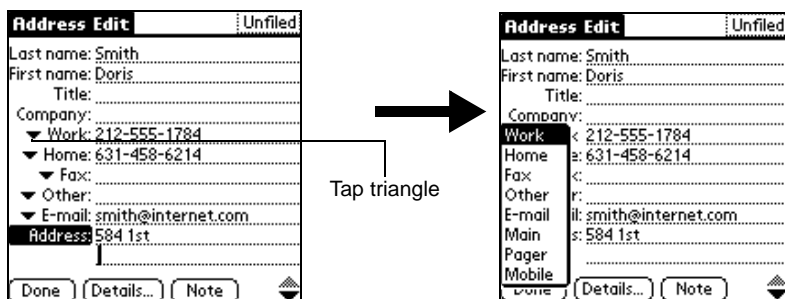 Address Edit Unfiled
Last name: Smith
First name: Doris
Title:
Company:
Work: 212-555-1784
Home: 631-458-6214
Fax:
Other:
E-mail: smith@internet.com
Address: 584 1st
Done Details... Note
Tap triangle
Address Edit Unfiled
Last name: Smith
First name: Doris
Title:
Company:
Work 212-555-1784
Home e: 631-458-6214
Fax
Other r:
E-mail il: smith@internet.com
Main s: 584 1st
Pager
Mobile
Done Details... Note